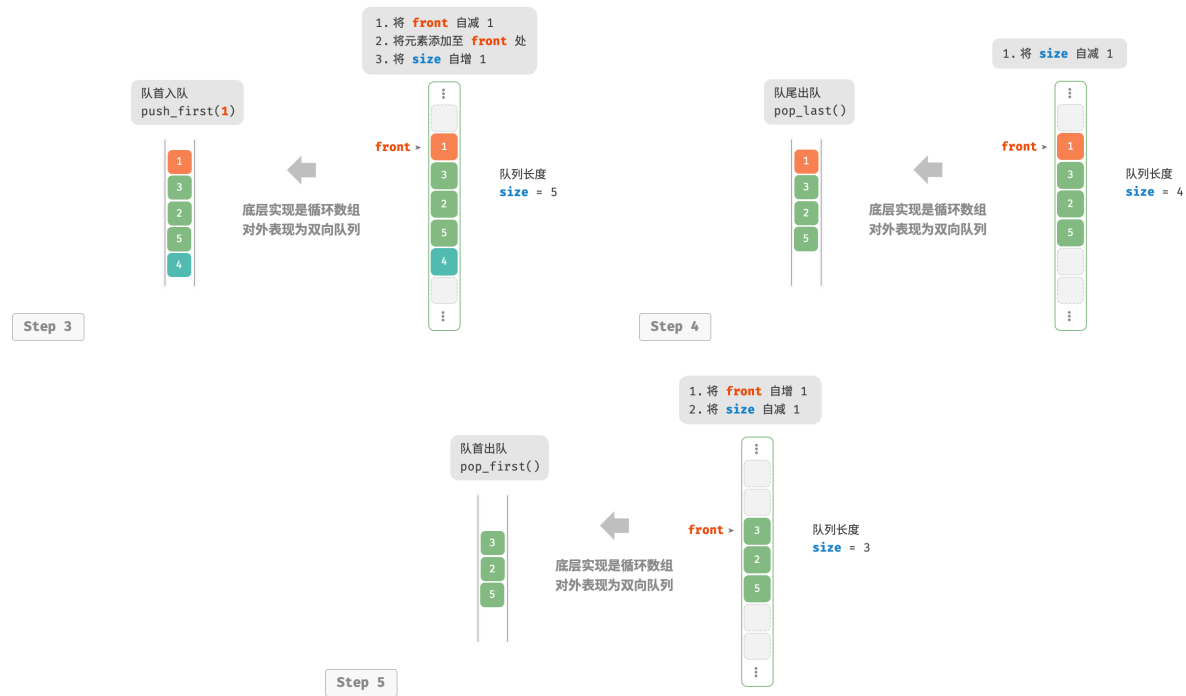 1. 将 front 自减 1
2. 将元素添加至 front 处
3. 将 size 自增 1
队首入队
push_first(1)
⋮
front
1
3
2
5
4
⋮
1
3
2
5
4
底层实现是循环数组
对外表现为双向队列
队列长度
size = 5
Step 3
1. 将 size 自减 1
队尾出队
pop_last()
⋮
front
1
3
2
5
⋮
1
3
2
5
底层实现是循环数组
对外表现为双向队列
队列长度
size = 4
Step 4
1. 将 front 自增 1
2. 将 size 自减 1
队首出队
pop_first()
⋮
front
3
2
5
⋮
3
2
5
底层实现是循环数组
对外表现为双向队列
队列长度
size = 3
Step 5